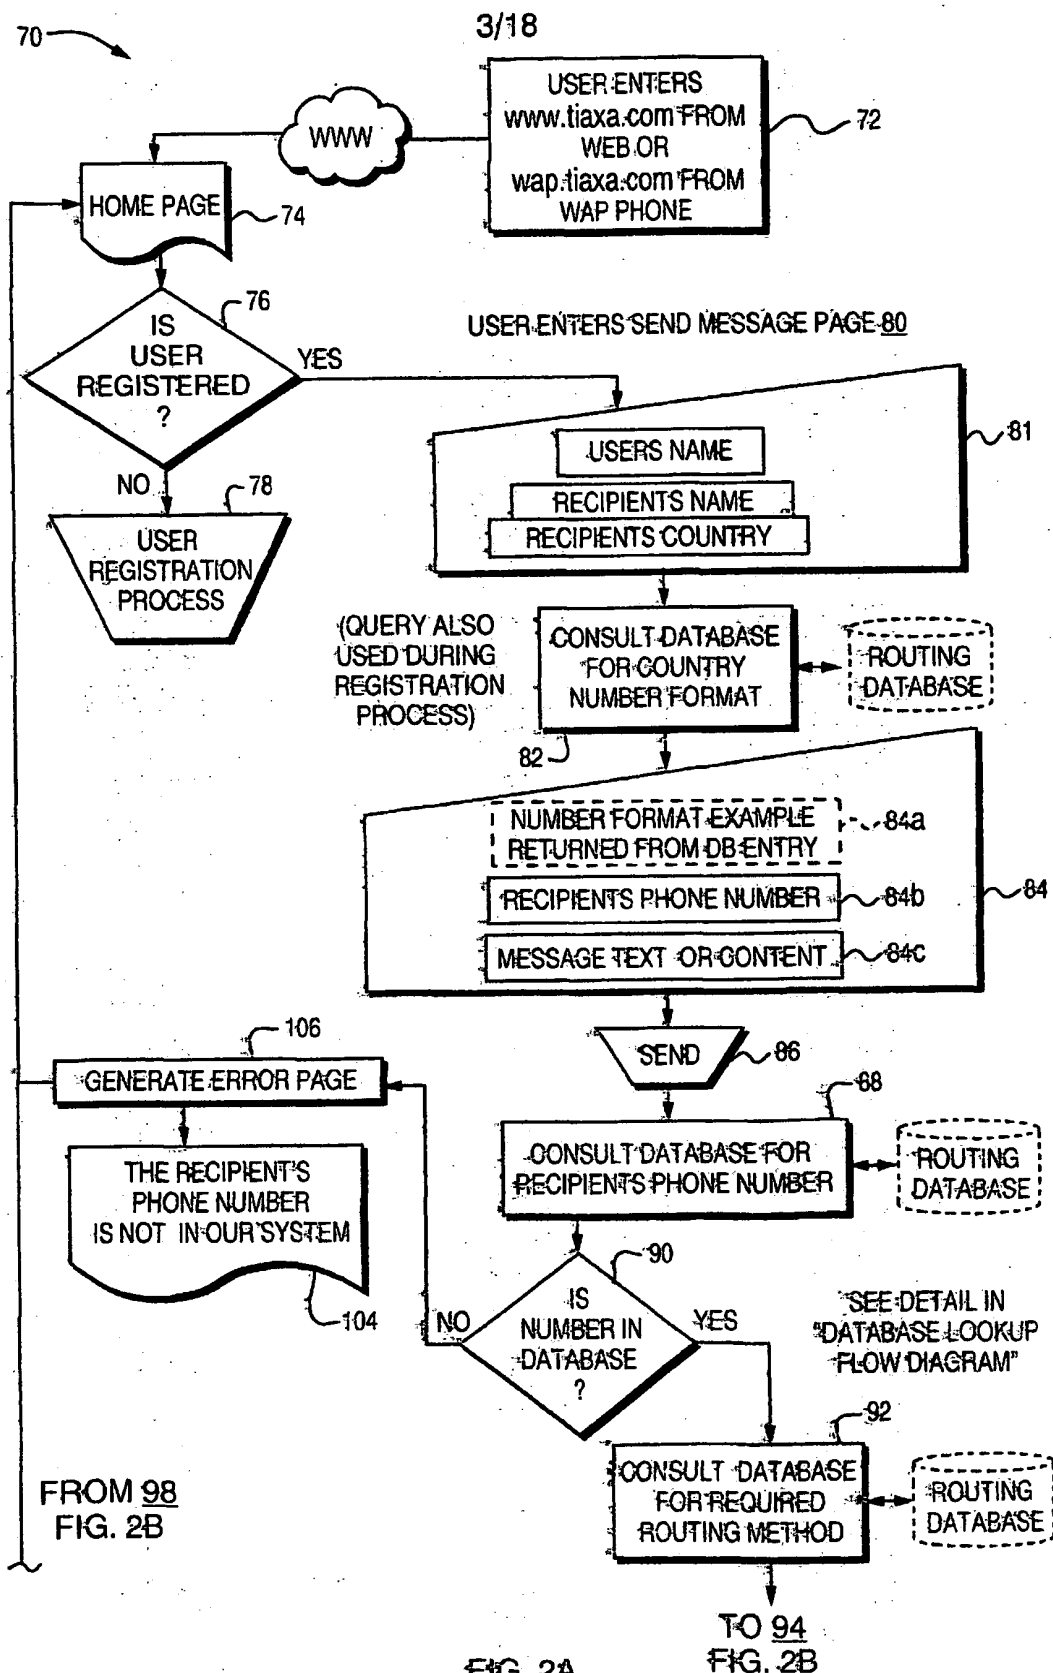 3/18
70
USER ENTERS
www.tiaxa.com FROM
WEB OR
wap.tiaxa.com FROM
WAP PHONE
72
WWW
HOME PAGE
74
76
IS
USER
REGISTERED
?
YES
NO
78
USER
REGISTRATION
PROCESS
USER ENTERS SEND MESSAGE PAGE 80
81
USERS NAME
RECIPIENTS NAME
RECIPIENTS COUNTRY
(QUERY ALSO
USED DURING
REGISTRATION
PROCESS)
CONSULT DATABASE
FOR COUNTRY
NUMBER FORMAT
82
ROUTING
DATABASE
NUMBER FORMAT EXAMPLE
RETURNED FROM DB ENTRY
84a
RECIPIENTS PHONE NUMBER
84b
84
MESSAGE TEXT OR CONTENT
84c
SEND
86
88
CONSULT DATABASE FOR
RECIPIENTS PHONE NUMBER
ROUTING
DATABASE
106
GENERATE ERROR PAGE
THE RECIPIENT'S
PHONE NUMBER
IS NOT IN OUR SYSTEM
104
90
IS
NUMBER IN
DATABASE
?
NO
YES
SEE DETAIL IN
"DATABASE LOOKUP
FLOW DIAGRAM"
92
CONSULT DATABASE
FOR REQUIRED
ROUTING METHOD
ROUTING
DATABASE
FROM 98
FIG. 2B
TO 94
FIG. 2B
FIG. 2A